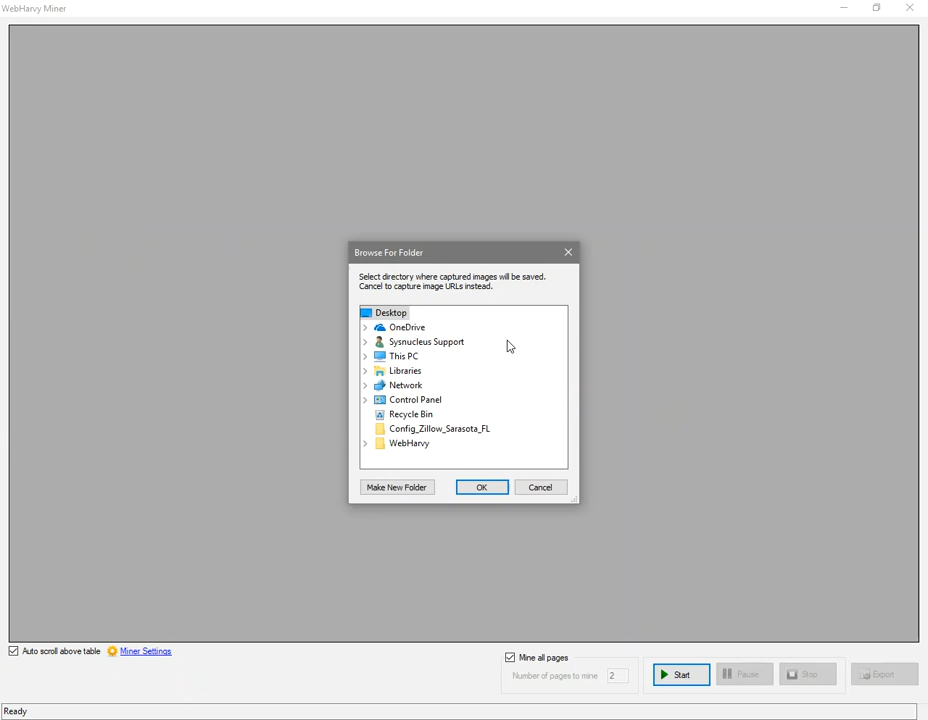 WebHarvy Miner
Browse For Folder
Select directory where captured images will be saved.
Cancel to capture image URLs instead.
Desktop
OneDrive
Sysnucleus Support
This PC
Libraries
Network
Control Panel
Recycle Bin
Config_Zillow_Sarasota_FL
WebHarvy
Make New Folder
OK
Cancel
Auto scroll above table
Miner Settings
Mine all pages
Number of pages to mine
2
Start
Pause
Stop
Export
Ready